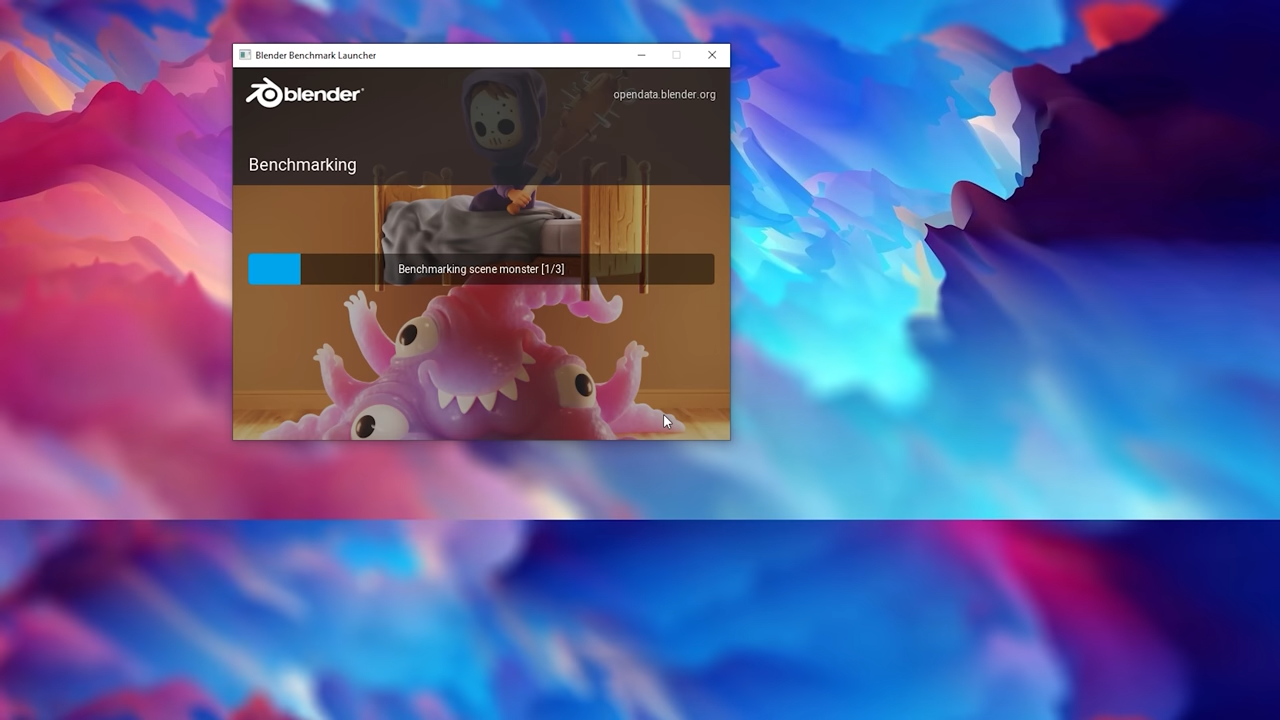 Blender Benchmark Launcher
blender
opendata.blender.org
Benchmarking
Benchmarking scene monster [1/3]